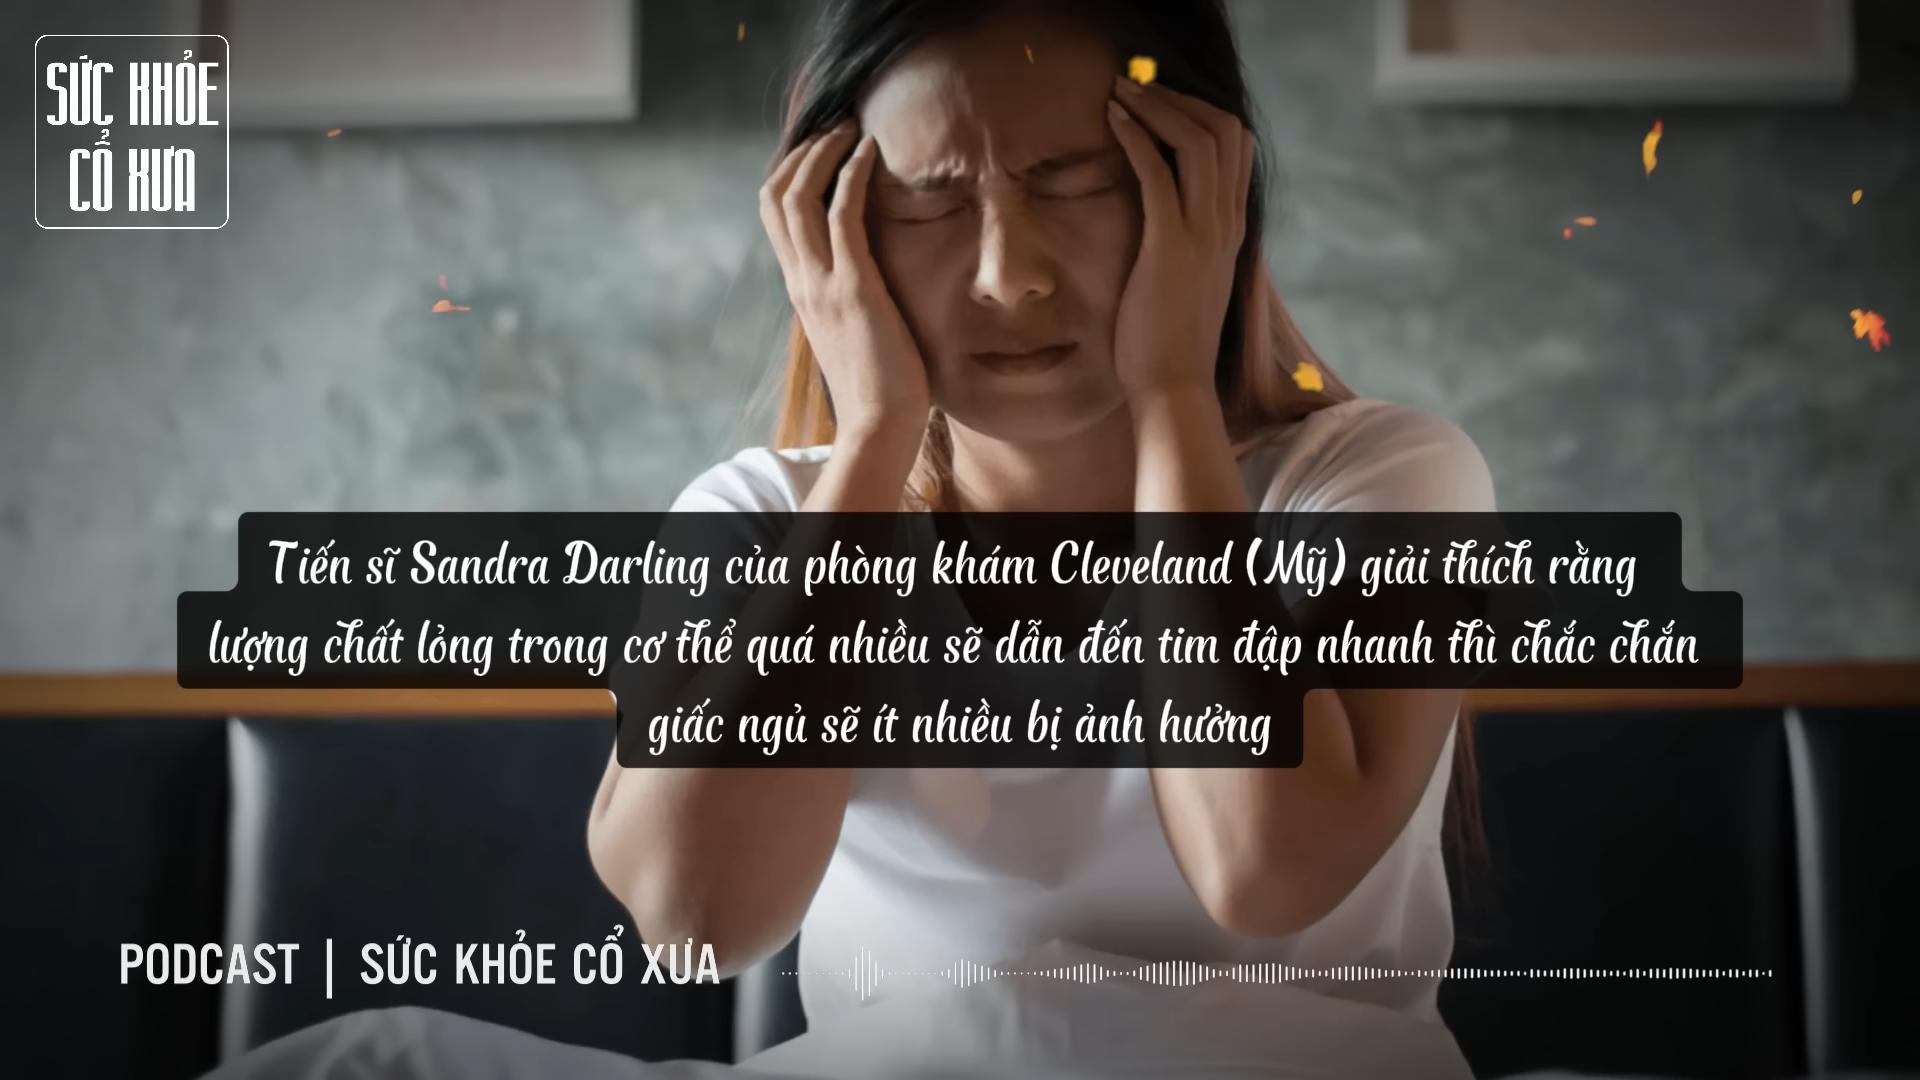 SỨC KHỎE
CỔ XƯA
Tiến sĩ Sandra Darling của phòng khám Cleveland (Mỹ) giải thích rằng
lượng chất lỏng trong cơ thể quá nhiều sẽ dẫn đến tim đập nhanh thì chắc chắn
giấc ngủ sẽ ít nhiều bị ảnh hưởng
PODCAST | SỨC KHỎE CỔ XƯA